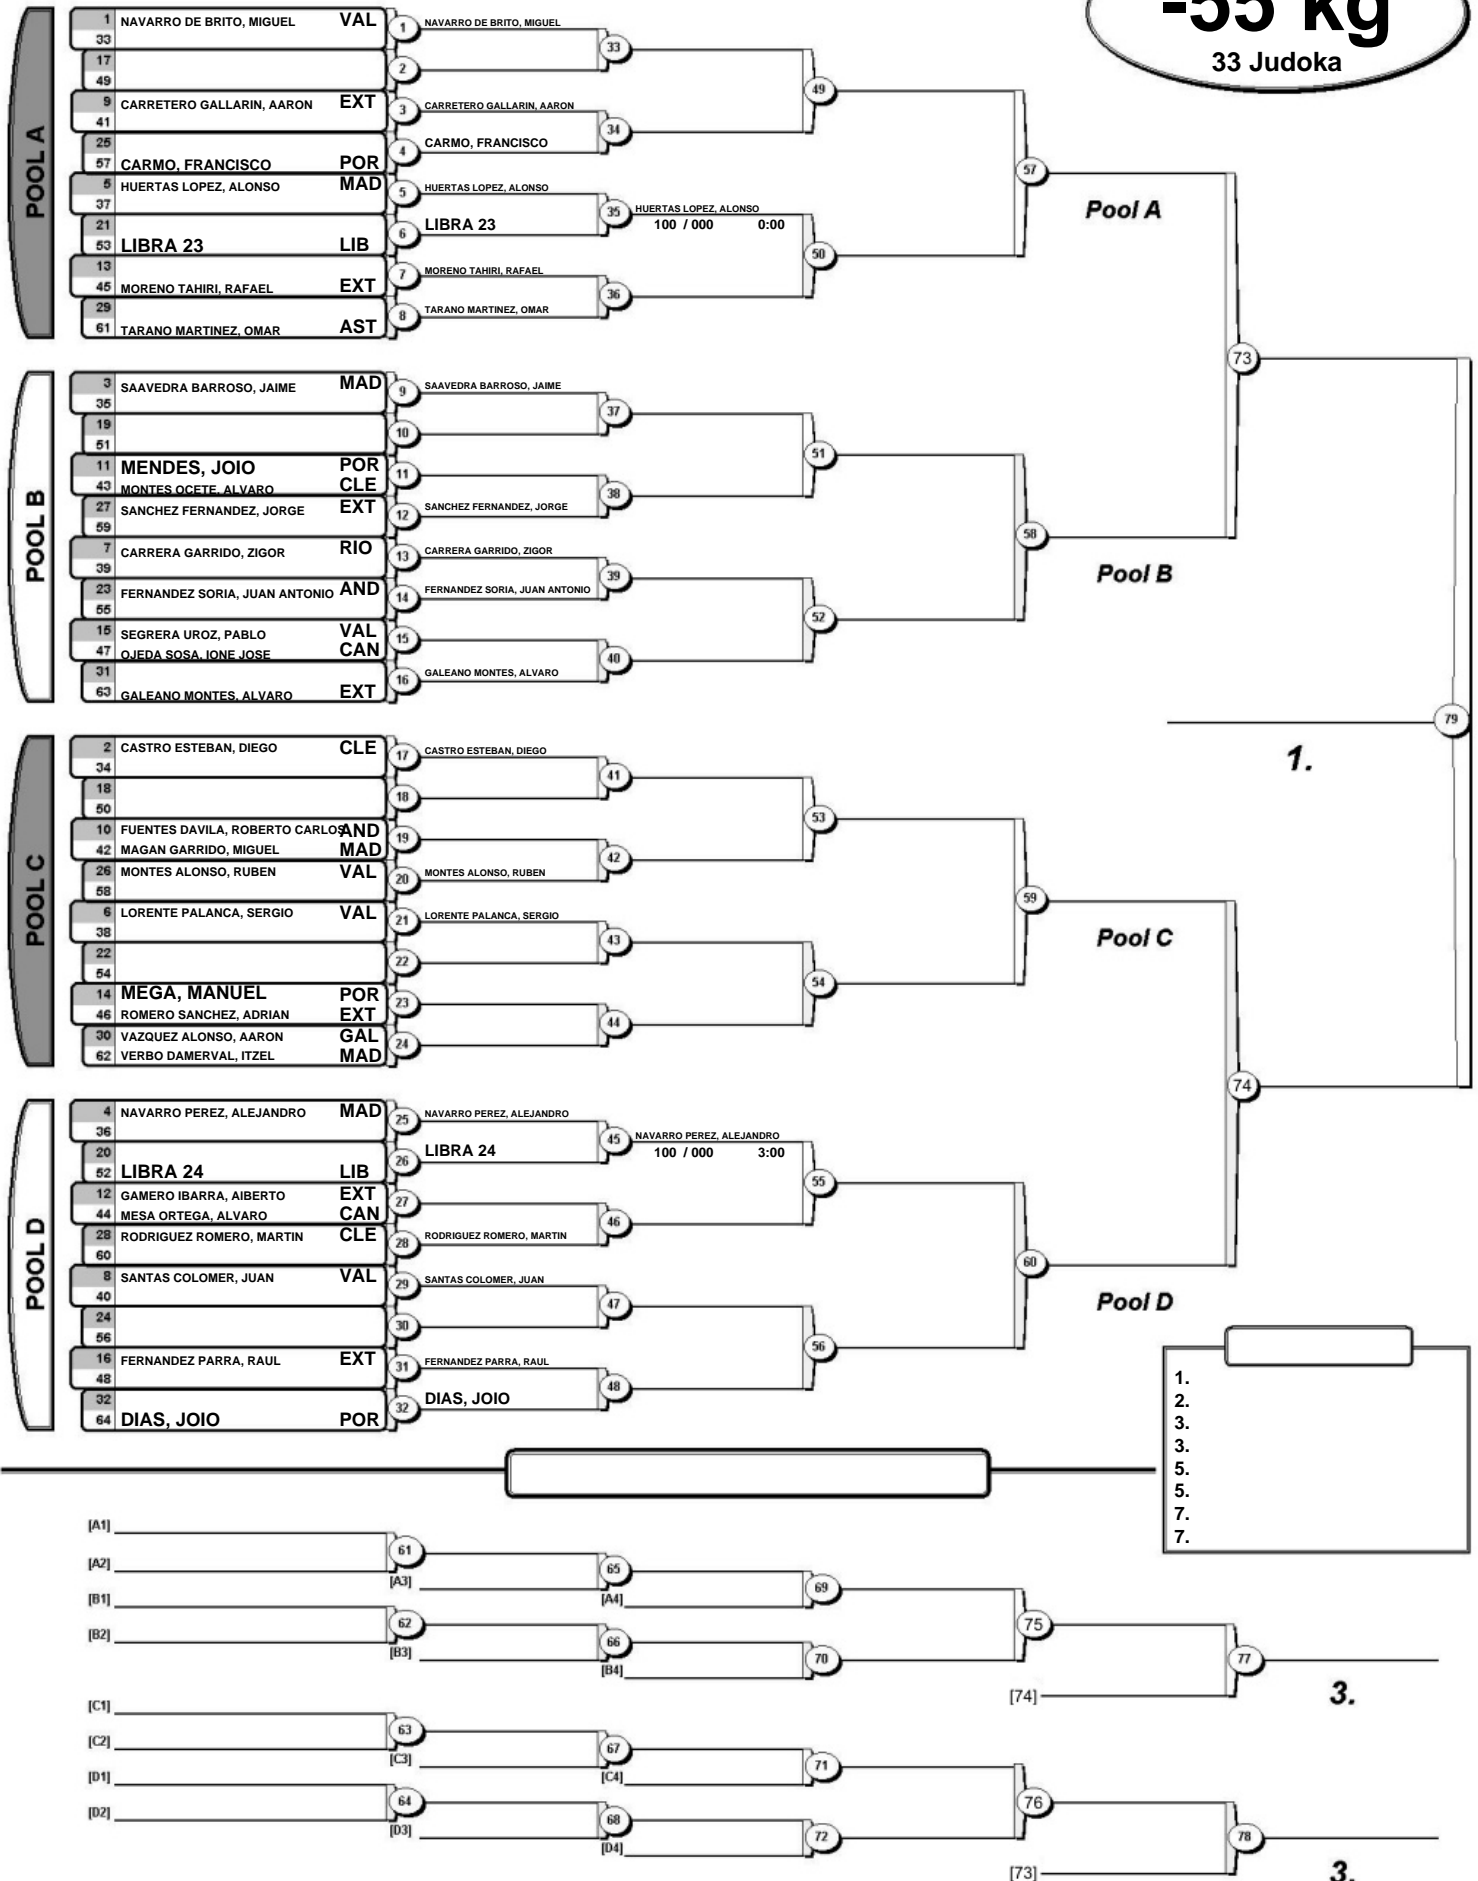 -55 kg
33 Judoka
POOL A
1 NAVARRO DE BRITO, MIGUEL VAL
33
17
49
9 CARRETERO GALLARIN, AARON EXT
41
25
57 CARMO, FRANCISCO POR
5 HUERTAS LOPEZ, ALONSO MAD
37
21
53 LIBRA 23 LIB
13
45 MORENO TAHIRI, RAFAEL EXT
29
61 TARANO MARTINEZ, OMAR AST
1 NAVARRO DE BRITO, MIGUEL
2
3 CARRETERO GALLARIN, AARON
4 CARMO, FRANCISCO
5 HUERTAS LOPEZ, ALONSO
6 LIBRA 23
7 MORENO TAHIRI, RAFAEL
8 TARANO MARTINEZ, OMAR
33
34
35 HUERTAS LOPEZ, ALONSO
100 / 000 0:00
36
49
50
57
Pool A
POOL B
3 SAAVEDRA BARROSO, JAIME MAD
35
19
51
11 MENDES, JOIO POR
43 MONTES OCETE, ALVARO CLE
27 SANCHEZ FERNANDEZ, JORGE EXT
59
7 CARRERA GARRIDO, ZIGOR RIO
39
23 FERNANDEZ SORIA, JUAN ANTONIO AND
55
15 SEGRERA UROZ, PABLO VAL
47 OJEDA SOSA, IONE JOSE CAN
31
63 GALEANO MONTES, ALVARO EXT
9 SAAVEDRA BARROSO, JAIME
10
11
12 SANCHEZ FERNANDEZ, JORGE
13 CARRERA GARRIDO, ZIGOR
14 FERNANDEZ SORIA, JUAN ANTONIO
15
16 GALEANO MONTES, ALVARO
37
38
39
40
51
52
58
Pool B
73
79
1.
POOL C
2 CASTRO ESTEBAN, DIEGO CLE
34
18
50
10 FUENTES DAVILA, ROBERTO CARLOS AND
42 MAGAN GARRIDO, MIGUEL MAD
26 MONTES ALONSO, RUBEN VAL
58
6 LORENTE PALANCA, SERGIO VAL
38
22
54
14 MEGA, MANUEL POR
46 ROMERO SANCHEZ, ADRIAN EXT
30 VAZQUEZ ALONSO, AARON GAL
62 VERBO DAMERVAL, ITZEL MAD
17 CASTRO ESTEBAN, DIEGO
18
19
20 MONTES ALONSO, RUBEN
21 LORENTE PALANCA, SERGIO
22
23
24
41
42
43
44
53
54
59
Pool C
74
POOL D
4 NAVARRO PEREZ, ALEJANDRO MAD
36
20
52 LIBRA 24 LIB
12 GAMERO IBARRA, AIBERTO EXT
44 MESA ORTEGA, ALVARO CAN
28 RODRIGUEZ ROMERO, MARTIN CLE
60
8 SANTAS COLOMER, JUAN VAL
40
24
56
16 FERNANDEZ PARRA, RAUL EXT
48
32
64 DIAS, JOIO POR
25 NAVARRO PEREZ, ALEJANDRO
26 LIBRA 24
27
28 RODRIGUEZ ROMERO, MARTIN
29 SANTAS COLOMER, JUAN
30
31 FERNANDEZ PARRA, RAUL
32 DIAS, JOIO
45 NAVARRO PEREZ, ALEJANDRO
100 / 000 3:00
46
47
48
55
56
60
Pool D
1.
2.
3.
3.
5.
5.
7.
7.
[A1]
[A2]
61
[A3]
65
[A4]
69
[B1]
[B2]
62
[B3]
66
[B4]
70
75
[74]
77
3.
[C1]
[C2]
63
[C3]
67
[C4]
71
[D1]
[D2]
64
[D3]
68
[D4]
72
76
[73]
78
3.